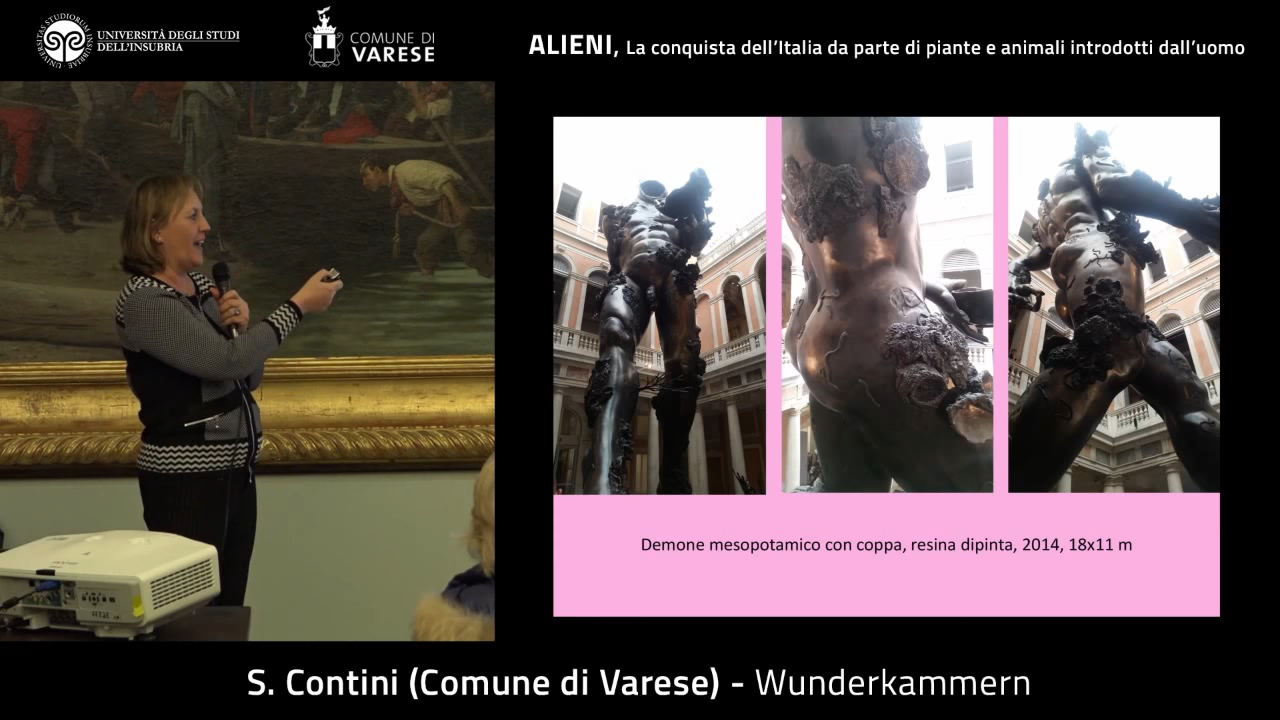 UNIVERSITÀ DEGLI STUDI
DELL'INSUBRIA
COMUNE DI
VARESE
ALIENI, La conquista dell'Italia da parte di piante e animali introdotti dall'uomo
Demone mesopotamico con coppa, resina dipinta, 2014, 18x11 m
S. Contini (Comune di Varese) - Wunderkammern